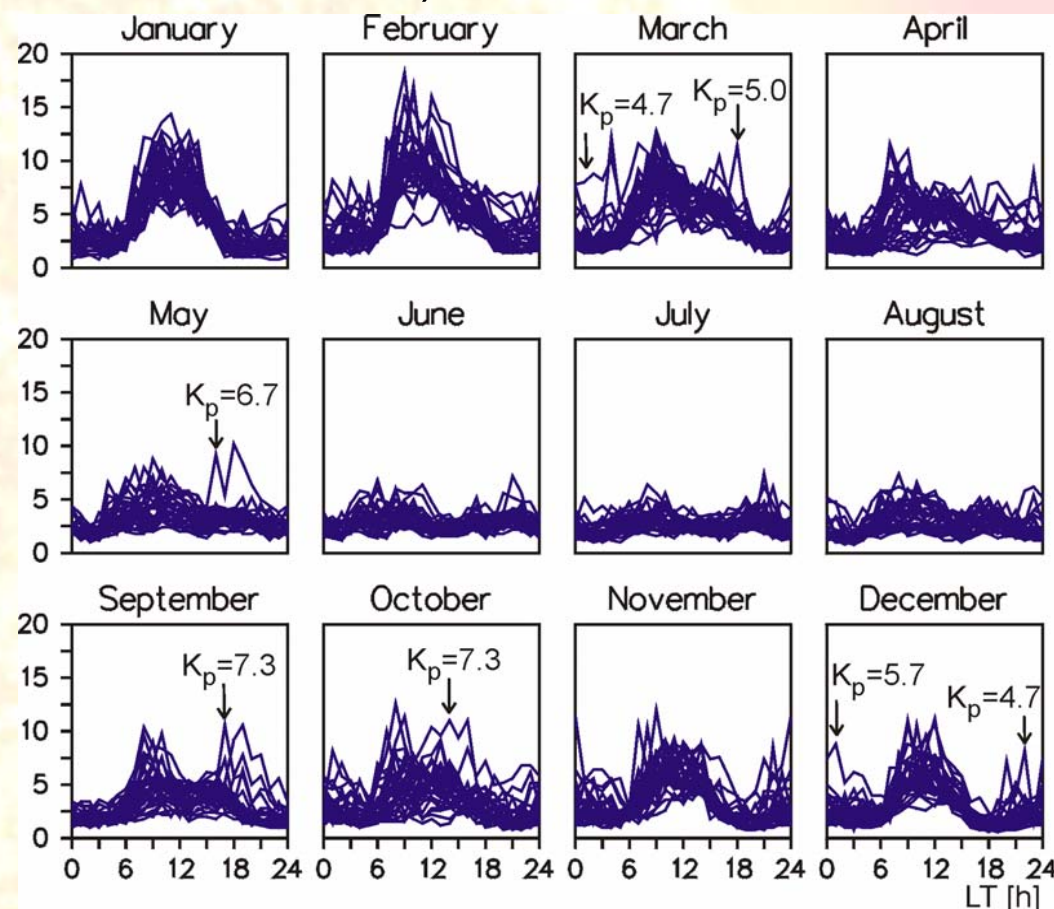 January February March April
20
15
10
5
0
Kp=4.7 Kp=5.0
May June July August
20
15
10
5
0
Kp=6.7
September October November December
20
15
10
5
0
Kp=7.3 Kp=7.3 Kp=5.7 Kp=4.7
0 6 12 18 24 0 6 12 18 24 0 6 12 18 24 0 6 12 18 24
LT [h]